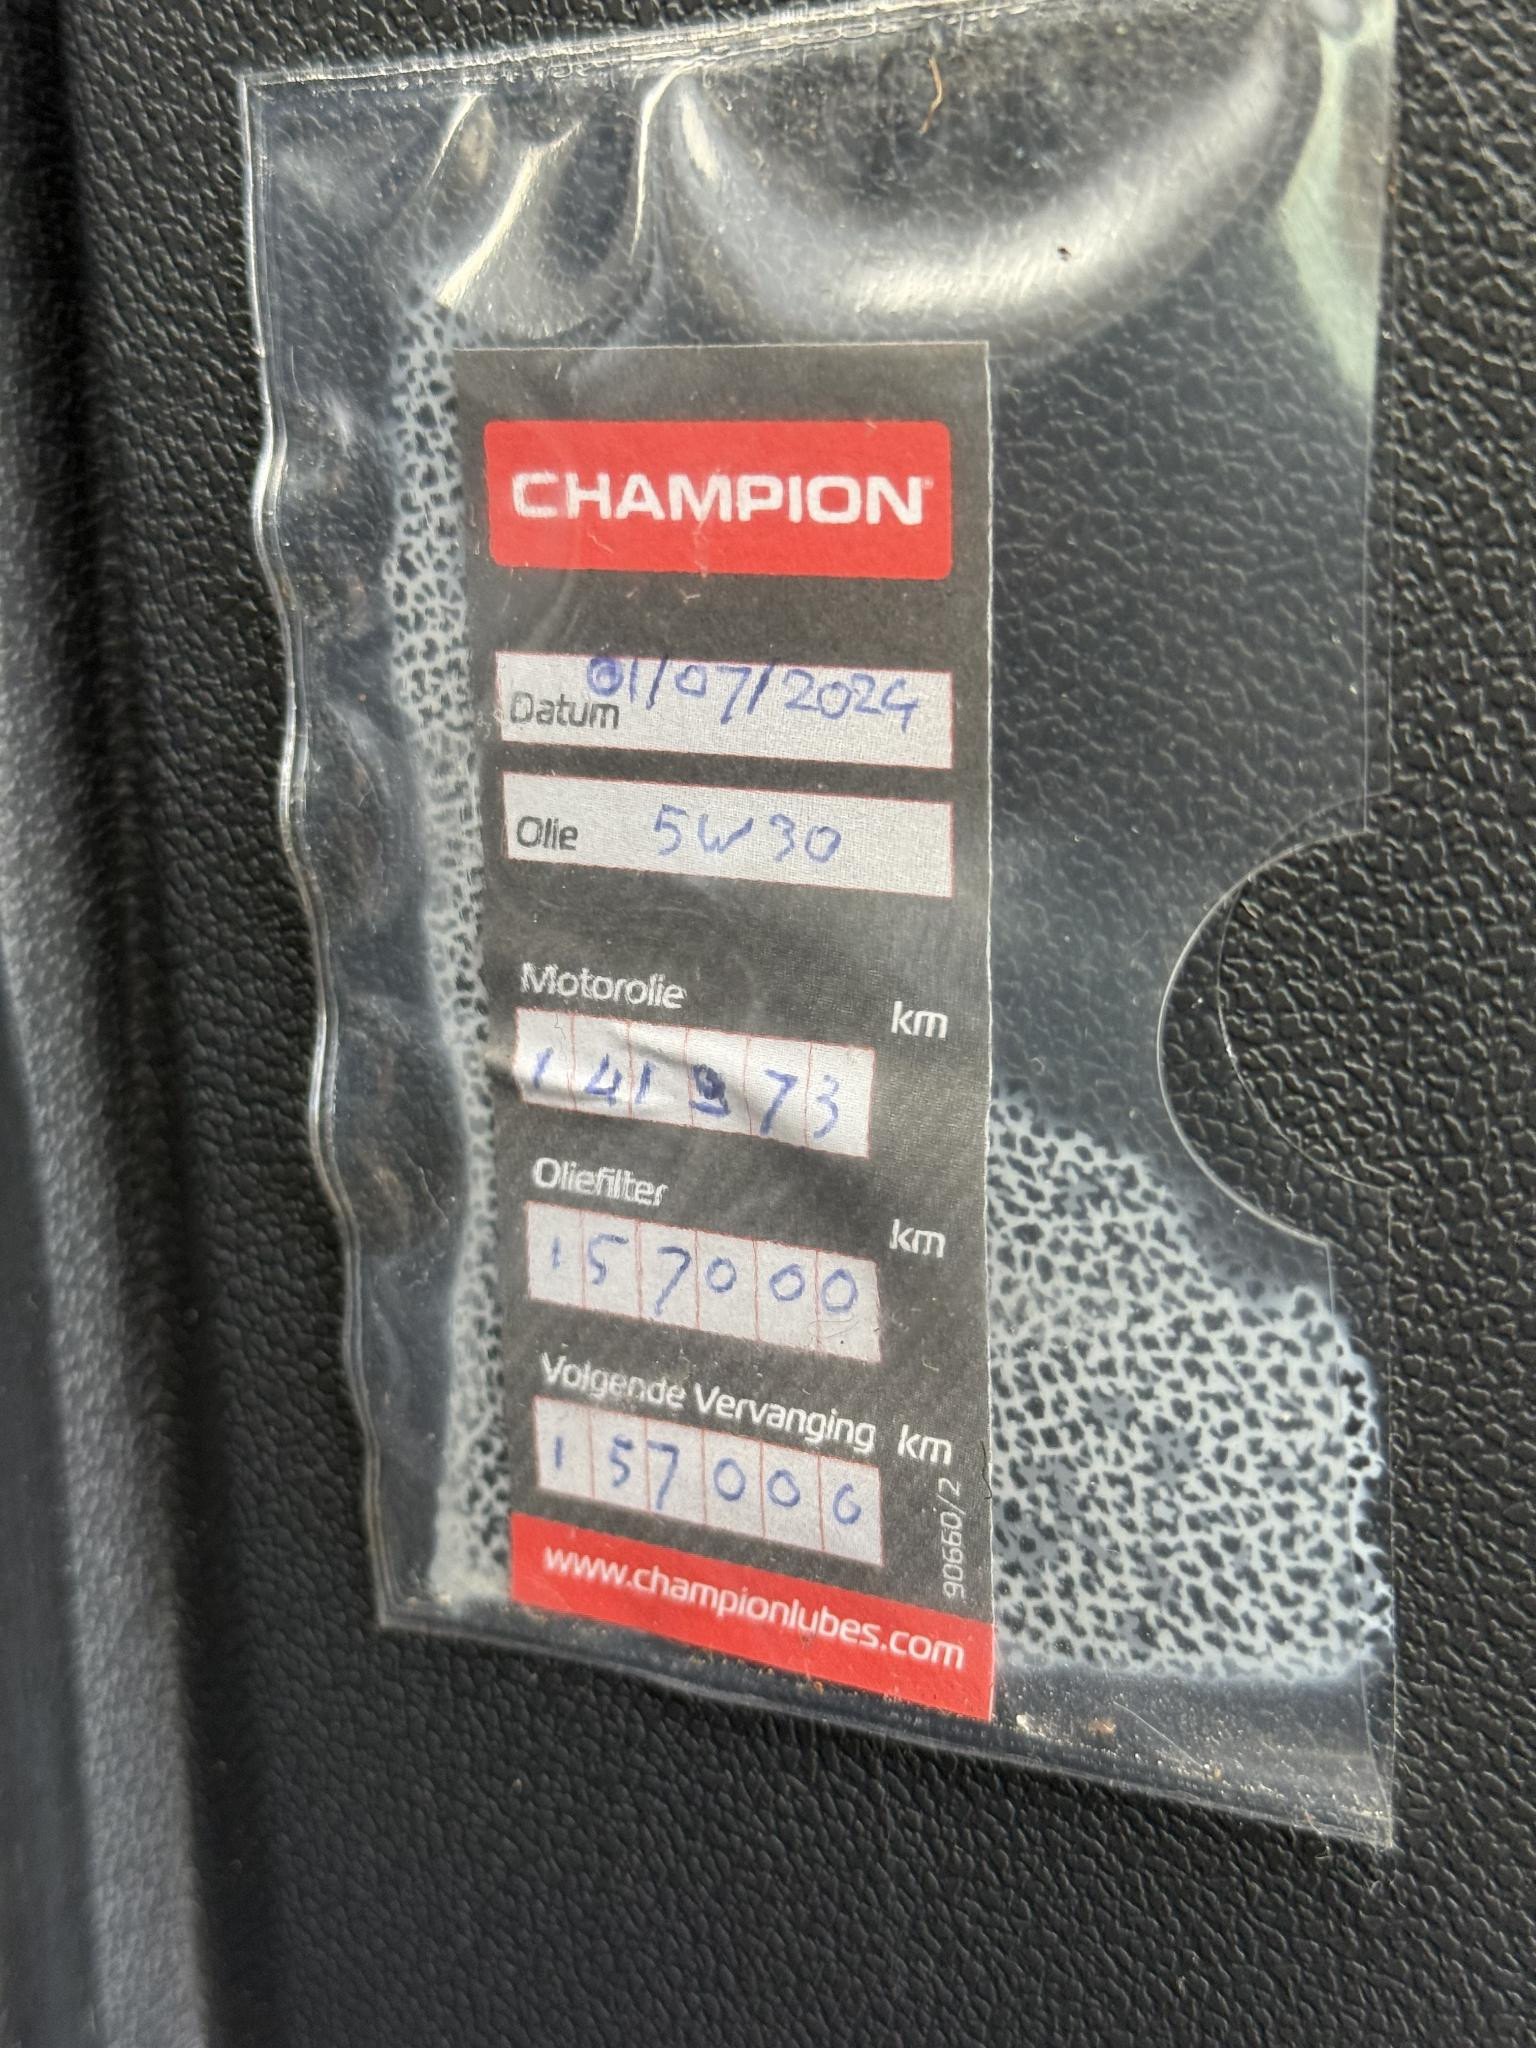 CHAMPION
Datum 01/07/2024
Olie 5W30
Motorolie km
Oliefilter km
157000
Volgende Vervanging km
157000
90660/2
www.championlubes.com